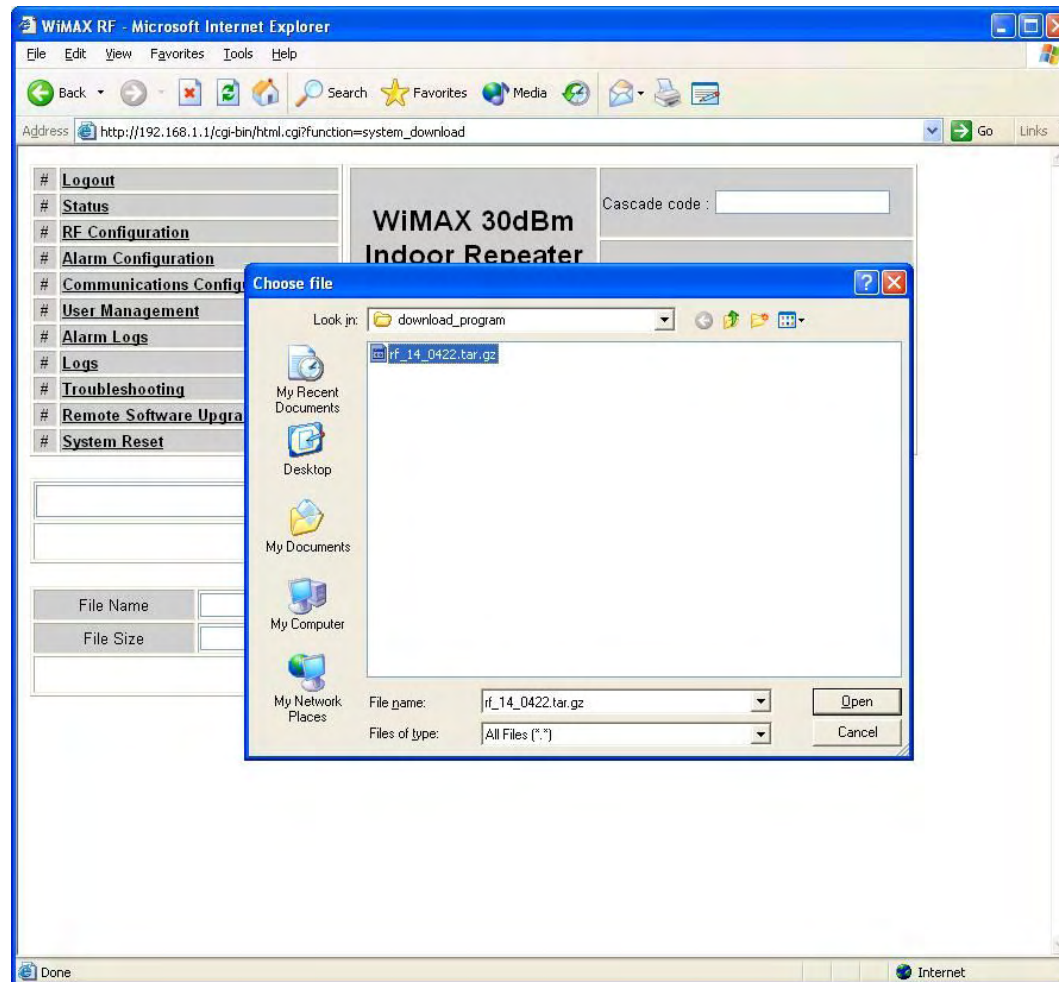 WiMAX RF - Microsoft Internet Explorer
File Edit View Favorites Tools Help
Back Search Favorites Media
Address http://192.168.1.1/cgi-bin/html.cgi?function=system_download Go Links
# Logout
# Status
# RF Configuration
# Alarm Configuration
# Communications Config
# User Management
# Alarm Logs
# Logs
# Troubleshooting
# Remote Software Upgra
# System Reset
WiMAX 30dBm
Indoor Repeater
Cascade code :
File Name
File Size
Choose file
Look in: download_program
rf_14_0422.tar.gz
My Recent
Documents
Desktop
My Documents
My Computer
My Network
Places
File name: rf_14_0422.tar.gz Open
Files of type: All Files (*.*) Cancel
Done Internet